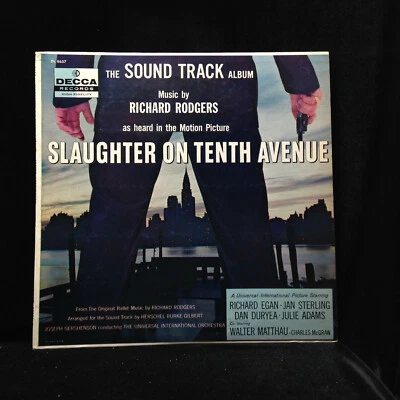 DL 8657
DECCA
RECORDS
THE SOUND TRACK ALBUM
Music by
RICHARD RODGERS
as heard in the Motion Picture
SLAUGHTER ON TENTH AVENUE
From The Original Ballet Music by RICHARD RODGERS
Arranged for the Sound Track by HERSCHEL BURKE GILBERT
JOSEPH GERSHENSON conducting THE UNIVERSAL INTERNATIONAL ORCHESTRA
A Universal-International Picture Starring
RICHARD EGAN · JAN STERLING
DAN DURYEA · JULIE ADAMS
WALTER MATTHAU · CHARLES McGRAW